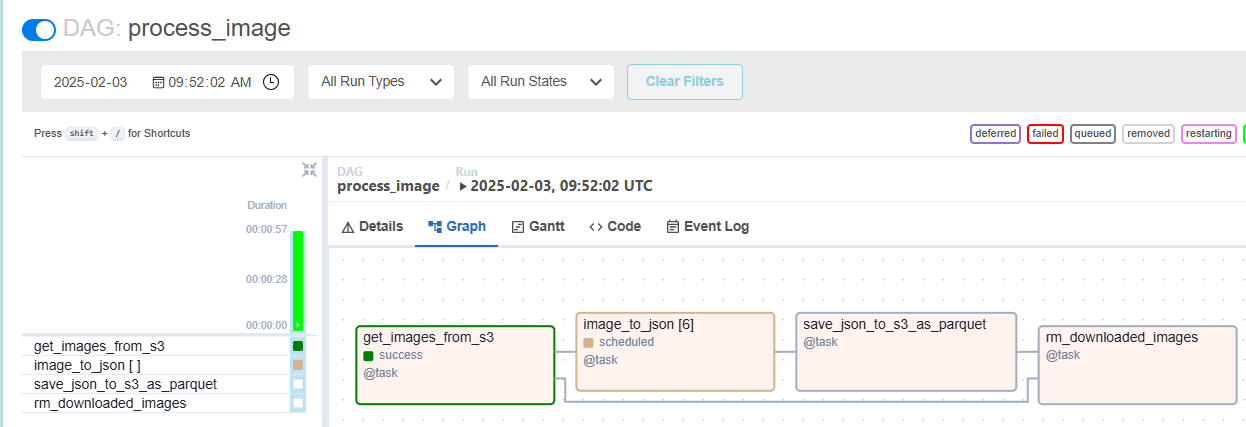 DAG: process_image
2025-02-03 09:52:02 AM All Run Types All Run States Clear Filters
Press shift + / for Shortcuts
deferred failed queued removed restarting
DAG Run
process_image / 2025-02-03, 09:52:02 UTC
Duration
00:00:57
00:00:28
00:00:00
Details Graph Gantt Code Event Log
get_images_from_s3
image_to_json [ ]
save_json_to_s3_as_parquet
rm_downloaded_images
get_images_from_s3
success
@task
image_to_json [6]
scheduled
@task
save_json_to_s3_as_parquet
@task
rm_downloaded_images
@task